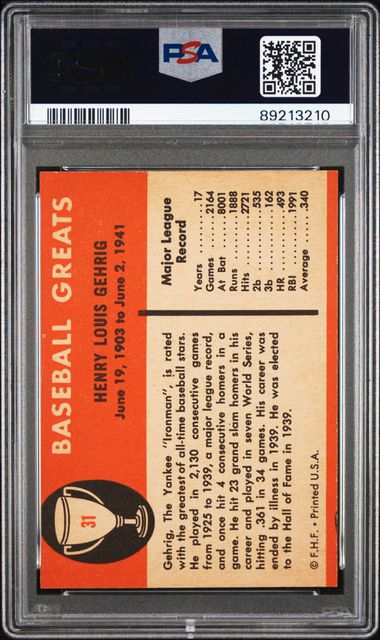 PSA
PSA
89213210
31
BASEBALL GREATS
HENRY LOUIS GEHRIG
June 19, 1903 to June 2, 1941
Gehrig, The Yankee "Ironman", is rated
with the greatest of all-time baseball stars.
He played in 2,130 consecutive games
from 1925 to 1939, a major league record,
and once hit 4 consecutive homers in a
game. He hit 23 grand slam homers in his
career and played in seven World Series,
hitting .361 in 34 games. His career was
ended by illness in 1939. He was elected
to the Hall of Fame in 1939.
© F.H.F. • Printed U.S.A.
Major League
Record
Years ........ 17
Games ...... 2164
At Bat ...... 8001
Runs ........ 1888
Hits ........ 2721
2b .......... 535
3b .......... 162
HR .......... 493
RBI ........ 1991
Average ..... .340